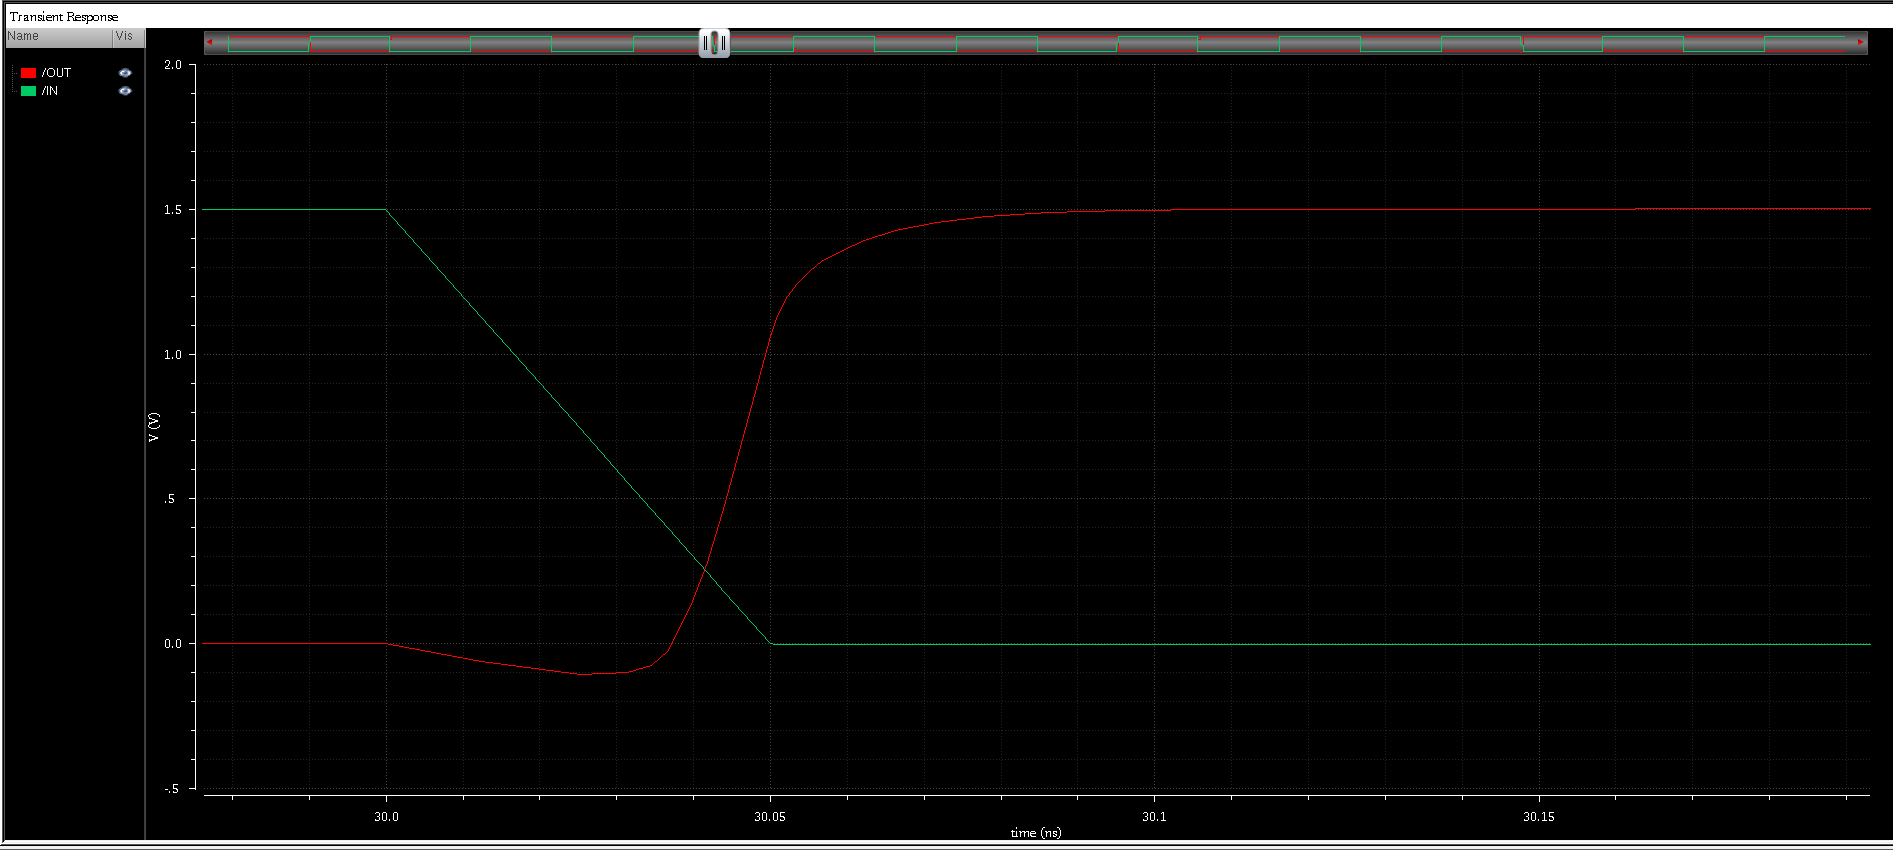 Transient Response
Name Vis
/OUT
/IN
2.0
1.5
1.0
.5
0.0
-.5
V (V)
30.0 30.05 30.1 30.15
time (ns)